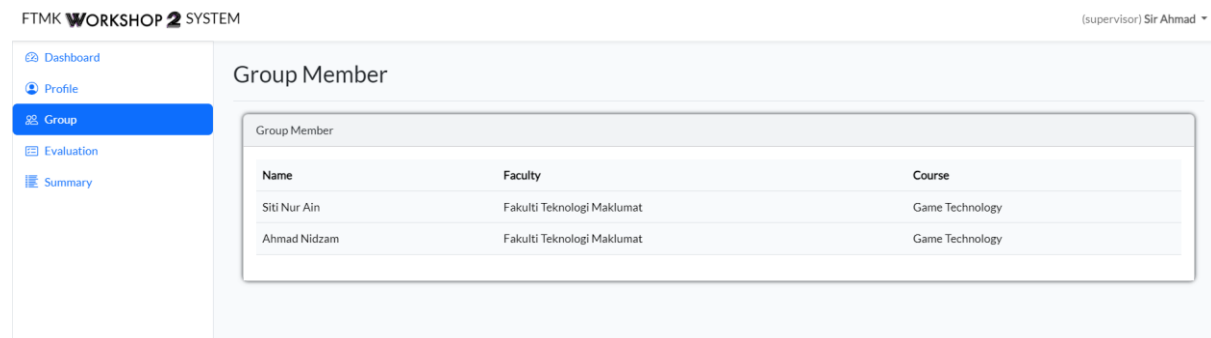 FTMK WORKSHOP 2 SYSTEM
(supervisor) Sir Ahmad
Dashboard
Profile
Group
Evaluation
Summary
Group Member
Group Member
Name Faculty Course
Siti Nur Ain Fakulti Teknologi Maklumat Game Technology
Ahmad Nidzam Fakulti Teknologi Maklumat Game Technology